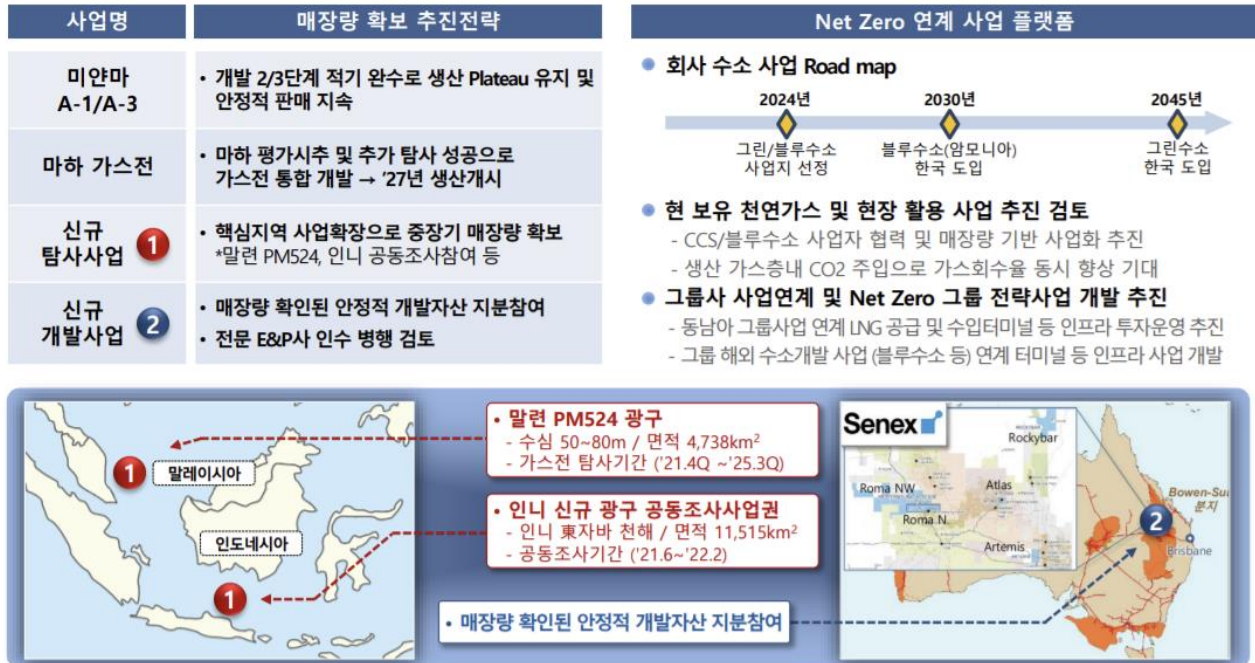 사업명
매장량 확보 추진전략
미얀마
A-1/A-3
• 개발 2/3단계 적기 완수로 생산 Plateau 유지 및
안정적 판매 지속
마하 가스전
• 마하 평가시추 및 추가 탐사 성공으로
가스전 통합 개발 → '27년 생산개시
신규
탐사사업
1
• 핵심지역 사업확장으로 중장기 매장량 확보
*말련 PM524, 인니 공동조사참여 등
신규
개발사업
2
• 매장량 확인된 안정적 개발자산 지분참여
• 전문 E&P사 인수 병행 검토
Net Zero 연계 사업 플랫폼
회사 수소 사업 Road map
2024년
2030년
2045년
그린/블루수소
사업지 선정
블루수소(암모니아)
한국 도입
그린수소
한국 도입
현 보유 천연가스 및 현장 활용 사업 추진 검토
- CCS/블루수소 사업자 협력 및 매장량 기반 사업화 추진
- 생산 가스층내 CO2 주입으로 가스회수율 동시 향상 기대
그룹사 사업연계 및 Net Zero 그룹 전략사업 개발 추진
- 동남아 그룹사업 연계 LNG 공급 및 수입터미널 등 인프라 투자운영 추진
- 그룹 해외 수소개발 사업 (블루수소 등) 연계 터미널 등 인프라 사업 개발
1
말레이시아
인도네시아
1
• 말련 PM524 광구
- 수심 50~80m / 면적 4,738km²
- 가스전 탐사기간 ('21.4Q ~'25.3Q)
• 인니 신규 광구 공동조사사업권
- 인니 東자바 천해 / 면적 11,515km²
- 공동조사기간 ('21.6~'22.2)
• 매장량 확인된 안정적 개발자산 지분참여
Senex
Rockybar
Roma NW
Atlas
Roma N.
Artemis
Bowen-Su
분지
2
Brisbane